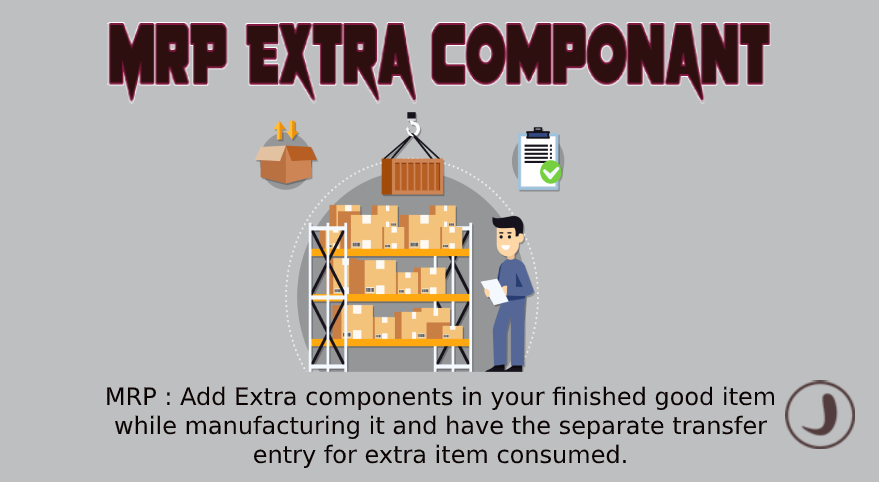 MRP EXTRA COMPONANT
MRP : Add Extra components in your finished good item
while manufacturing it and have the separate transfer
entry for extra item consumed.